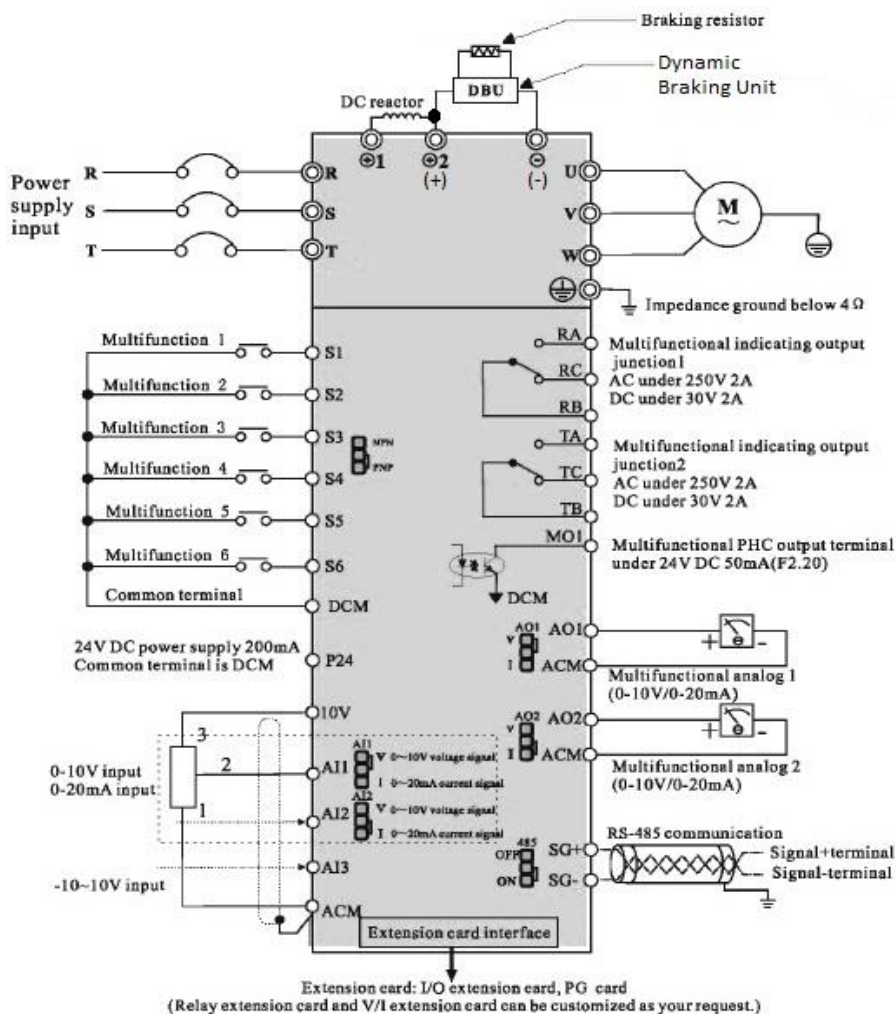 Braking resistor
Dynamic
Braking Unit
DBU
DC reactor
⊕1
⊕2
(+)
⊖
(-)
Power
supply
input
R
S
T
R
S
T
U
V
W
M
~
Impedance ground below 4 Ω
Multifunction 1
Multifunction 2
Multifunction 3
Multifunction 4
Multifunction 5
Multifunction 6
Common terminal
S1
S2
S3
S4
S5
S6
DCM
NPN
PNP
RA
RC
RB
Multifunctional indicating output
junction1
AC under 250V 2A
DC under 30V 2A
TA
TC
TB
Multifunctional indicating output
junction2
AC under 250V 2A
DC under 30V 2A
MO1
DCM
Multifunctional PHC output terminal
under 24V DC 50mA(F2.20)
24V DC power supply 200mA
Common terminal is DCM
P24
AO1
V
I
AO1
ACM
+ -
Multifunctional analog 1
(0-10V/0-20mA)
AO2
V
I
AO2
ACM
+ -
Multifunctional analog 2
(0-10V/0-20mA)
10V
3
2
1
0-10V input
0-20mA input
AI1
AI1
V 0~10V voltage signal
I 0~20mA current signal
AI2
AI2
V 0~10V voltage signal
I 0~20mA current signal
AI3
-10~10V input
ACM
485
OFF
ON
SG+
SG-
RS-485 communication
Signal+terminal
Signal-terminal
Extension card interface
Extension card: I/O extension card, PG card
(Relay extension card and V/I extension card can be customized as your request.)